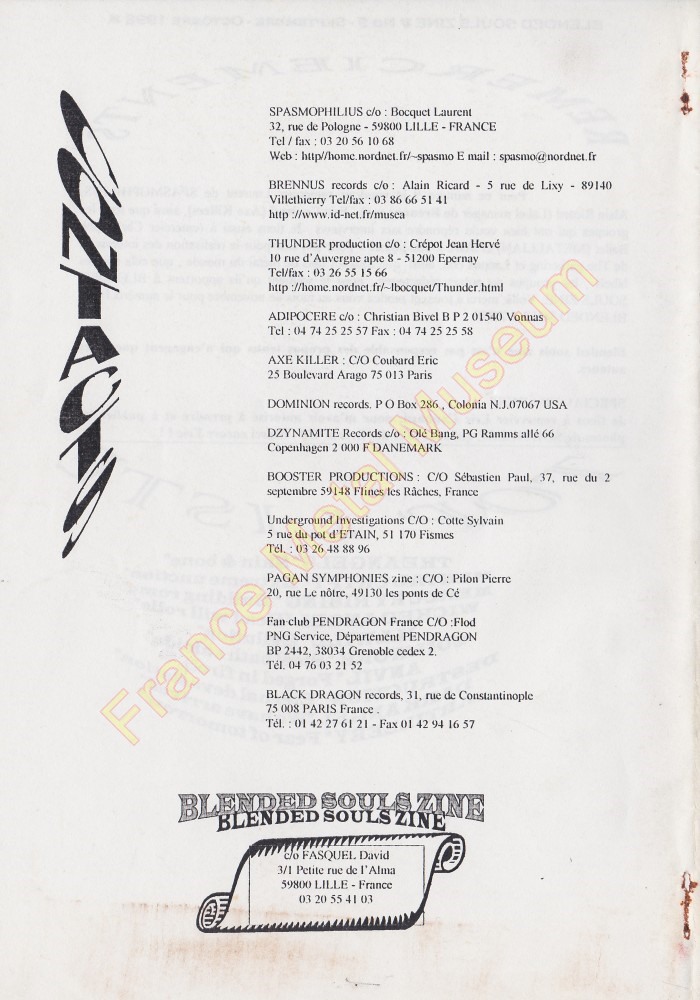 CONTACTS
SPASMOPHILIUS c/o : Bocquet Laurent
32, rue de Pologne - 59800 LILLE - FRANCE
Tel / fax : 03 20 56 10 68
Web : http//home.nordnet.fr/~spasmo E mail : spasmo@nordnet.fr
BRENNUS records c/o : Alain Ricard - 5 rue de Lixy - 89140
Villethierry Tel/fax : 03 86 66 51 41
http ://www.id-net.fr/musea
THUNDER production c/o : Crépot Jean Hervé
10 rue d'Auvergne apte 8 - 51200 Epernay
Tel/fax : 03 26 55 15 66
http ://home.nordnet.fr/~lbocquet/Thunder.html
ADIPOCERE c/o : Christian Bivel B P 2 01540 Vonnas
Tel : 04 74 25 25 57 Fax : 04 74 25 25 58
AXE KILLER : C/O Coubard Eric
25 Boulevard Arago 75 013 Paris
DOMINION records. P O Box 286 , Colonia N.J.07067 USA
DZYNAMITE Records c/o : Olé Bang, PG Ramms allé 66
Copenhagen 2 000 F DANEMARK
BOOSTER PRODUCTIONS : C/O Sébastien Paul, 37, rue du 2
septembre 59148 Flines les Râches, France
Underground Investigations C/O : Cotte Sylvain
5 rue du pot d'ETAIN, 51 170 Fismes
Tél. : 03 26 48 88 96
PAGAN SYMPHONIES zine : C/O : Pilon Pierre
20, rue Le nôtre, 49130 les ponts de Cé
Fan club PENDRAGON France C/O :Flod
PNG Service, Département PENDRAGON
BP 2442, 38034 Grenoble cedex 2.
Tél. 04 76 03 21 52
BLACK DRAGON records, 31, rue de Constantinople
75 008 PARIS France .
Tél. : 01 42 27 61 21 - Fax 01 42 94 16 57
France Metal Museum
BLENDED SOULS ZINE
BLENDED SOULS ZINE
c/o FASQUEL David
3/1 Petite rue de l'Alma
59800 LILLE - France
03 20 55 41 03